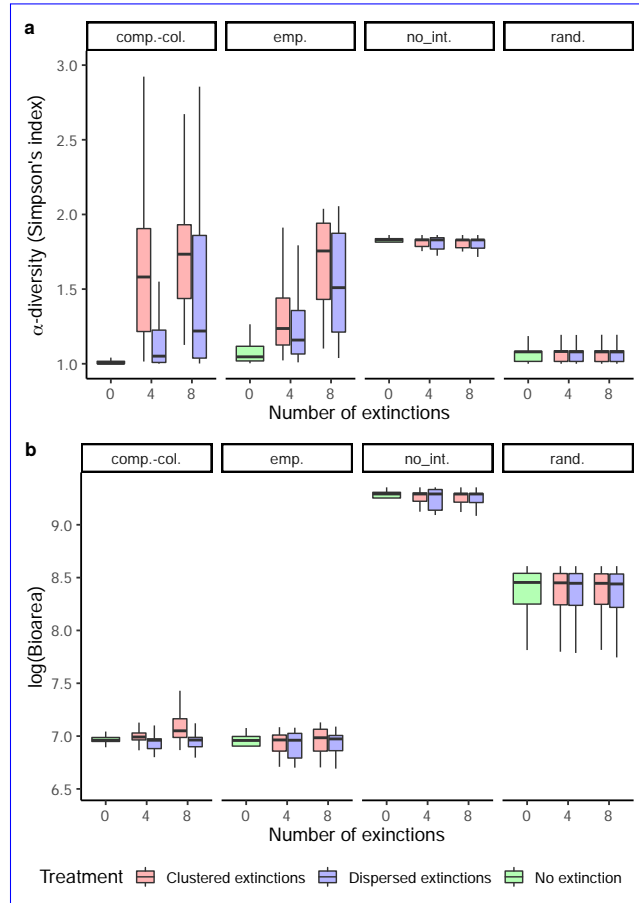 a
comp.-col. emp. no_int. rand.
α-diversity (Simpson's index)
3.0
2.5
2.0
1.5
1.0
0 4 8 0 4 8 0 4 8 0 4 8
Number of extinctions
b
comp.-col. emp. no_int. rand.
log(Bioarea)
9.0
8.5
8.0
7.5
7.0
6.5
0 4 8 0 4 8 0 4 8 0 4 8
Number of exinctions
Treatment Clustered extinctions Dispersed extinctions No extinction